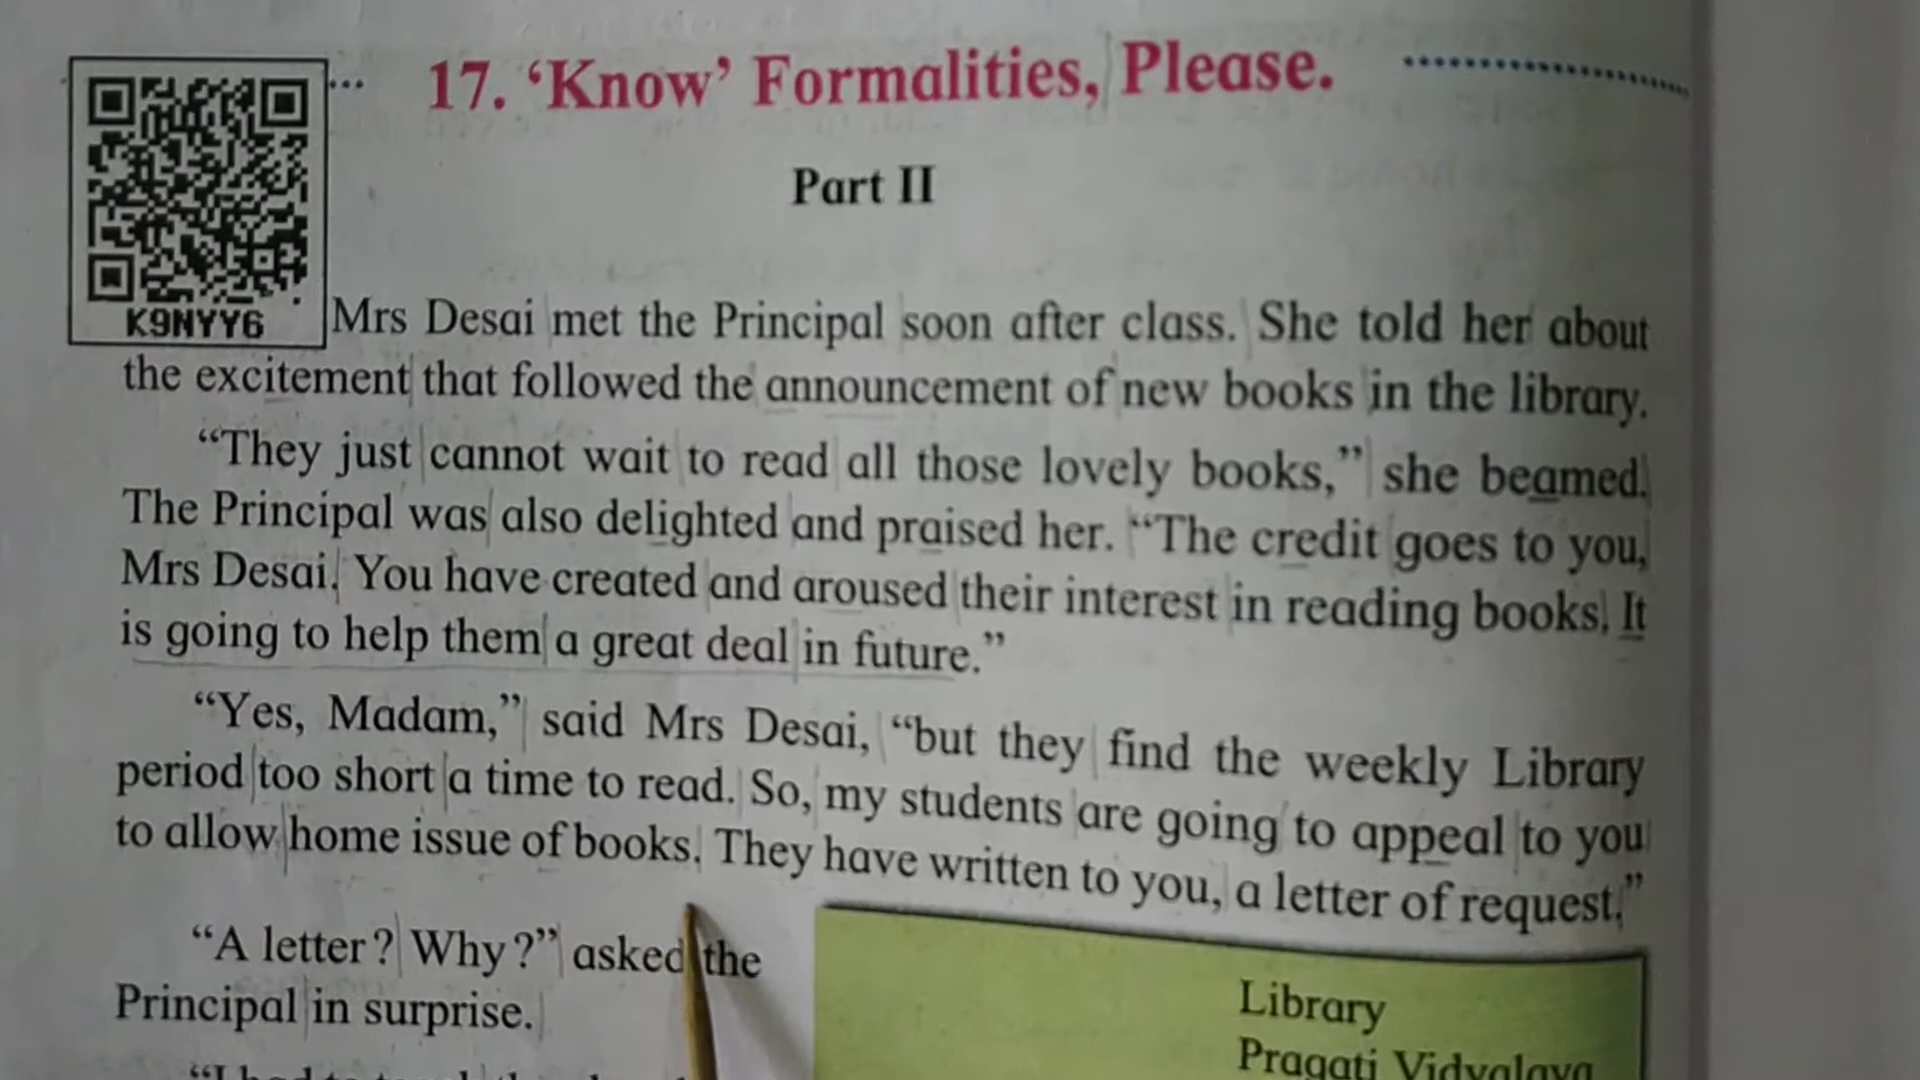 17. ‘Know’ Formalities, Please.
Part II
K9NYY6
Mrs Desai met the Principal soon after class. She told her about
the excitement that followed the announcement of new books in the library.
“They just cannot wait to read all those lovely books,” she beamed.
The Principal was also delighted and praised her. “The credit goes to you,
Mrs Desai. You have created and aroused their interest in reading books. It
is going to help them a great deal in future.”
“Yes, Madam,” said Mrs Desai, “but they find the weekly Library
period too short a time to read. So, my students are going to appeal to you
to allow home issue of books. They have written to you, a letter of request.”
“A letter? Why?” asked the
Principal in surprise.
Library
Pragati Vidyalaya